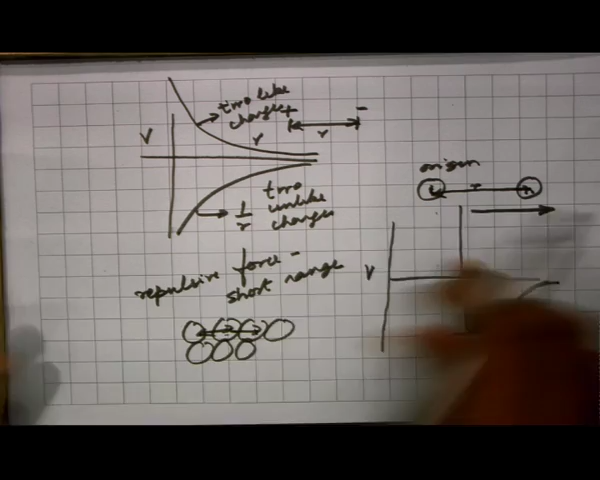 two like
charges + -
V r r
1/r two
unlike
charges
origin
r
V
repulsive force -
short range